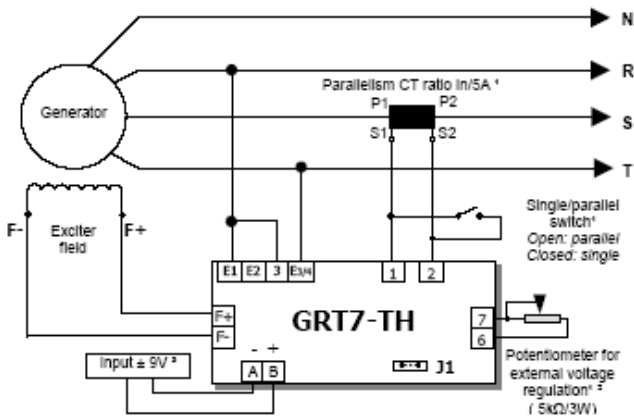 N
R
Parallelism CT ratio In/5A ¹
P1
P2
Generator
S
S1
S2
T
F-
Exciter
field
F+
Single/parallel
switch¹
Open: parallel
Closed: single
E1
E2
3
E3/4
1
2
F+
F-
GRT7-TH
7
6
- +
A
B
J1
Input ± 9V ²
Potentiometer for
external voltage
regulation¹ ²
( 5kΩ/3W)